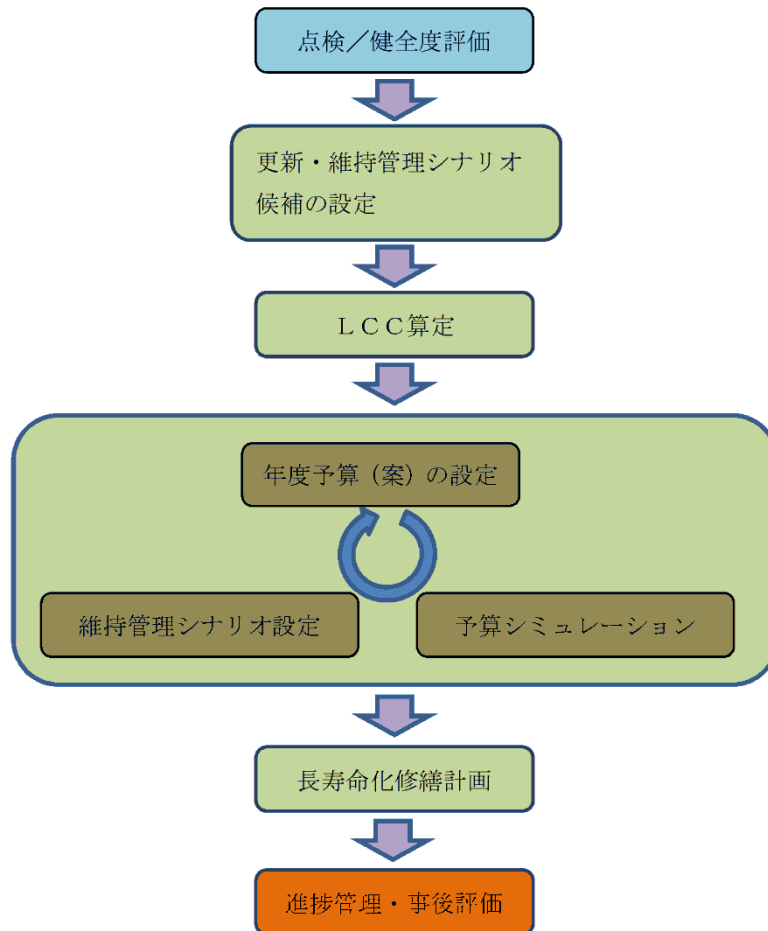 点検／健全度評価
更新・維持管理シナリオ
候補の設定
ＬＣＣ算定
年度予算（案）の設定
維持管理シナリオ設定
予算シミュレーション
長寿命化修繕計画
進捗管理・事後評価